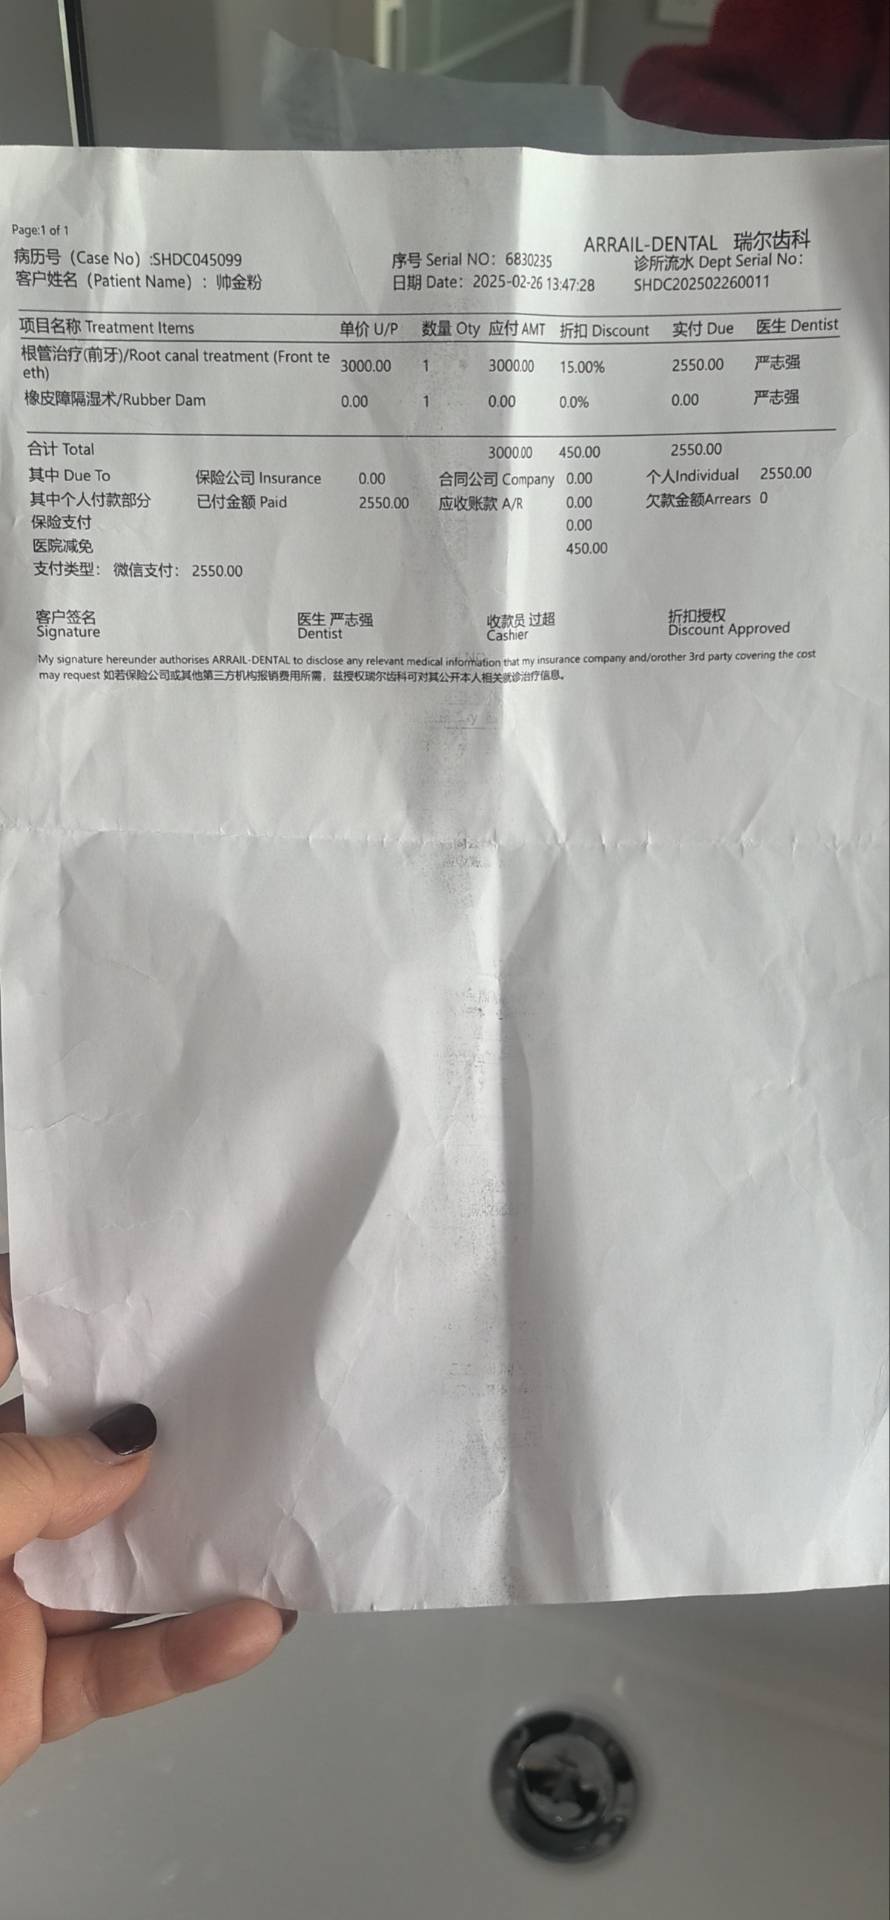 Page:1 of 1
ARRAIL-DENTAL 瑞尔齿科
病历号 (Case No) :SHDC045099 序号 Serial NO: 6830235 诊所流水 Dept Serial No:
客户姓名 (Patient Name) : 帅金粉 日期 Date: 2025-02-26 13:47:28 SHDC202502260011
项目名称 Treatment Items 单价 U/P 数量 Qty 应付 AMT 折扣 Discount 实付 Due 医生 Dentist
根管治疗(前牙)/Root canal treatment (Front te 3000.00 1 3000.00 15.00% 2550.00 严志强
eth)
橡皮障隔湿术/Rubber Dam 0.00 1 0.00 0.0% 0.00 严志强
合计 Total 3000.00 450.00 2550.00
其中 Due To 保险公司 Insurance 0.00 合同公司 Company 0.00 个人Individual 2550.00
其中个人付款部分 已付金额 Paid 2550.00 应收账款 A/R 0.00 欠款金额Arrears 0
保险支付 0.00
医院减免 450.00
支付类型: 微信支付: 2550.00
客户签名 医生 严志强 收款员 过超 折扣授权
Signature Dentist Cashier Discount Approved
My signature hereunder authorises ARRAIL-DENTAL to disclose any relevant medical information that my insurance company and/orother 3rd party covering the cost
may request 如若保险公司或其他第三方机构报销费用所需，兹授权瑞尔齿科可对其公开本人相关就诊治疗信息。